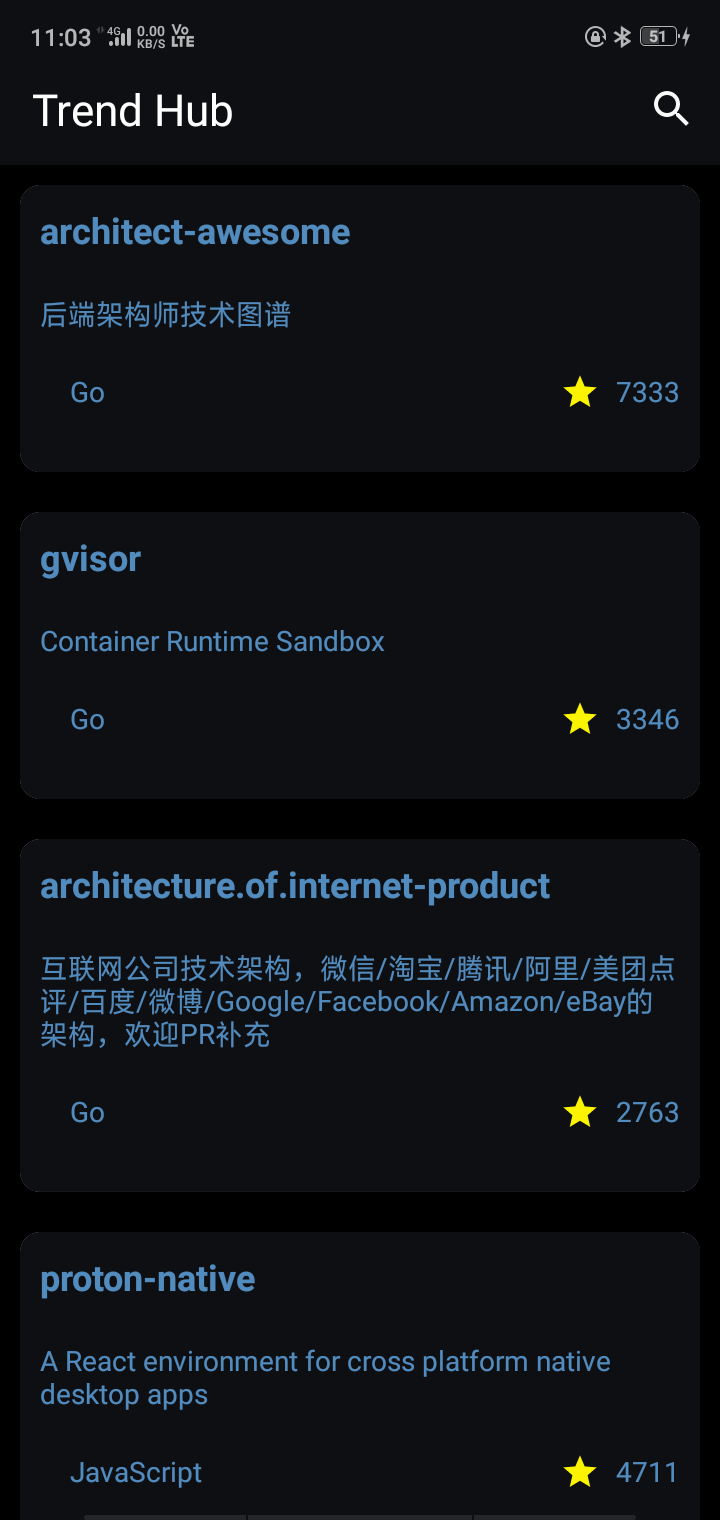 11:03 4G 0.00 KB/S Vo LTE 51
Trend Hub
architect-awesome
后端架构师技术图谱
Go 7333
gvisor
Container Runtime Sandbox
Go 3346
architecture.of.internet-product
互联网公司技术架构，微信/淘宝/腾讯/阿里/美团点
评/百度/微博/Google/Facebook/Amazon/eBay的
架构，欢迎PR补充
Go 2763
proton-native
A React environment for cross platform native
desktop apps
JavaScript 4711